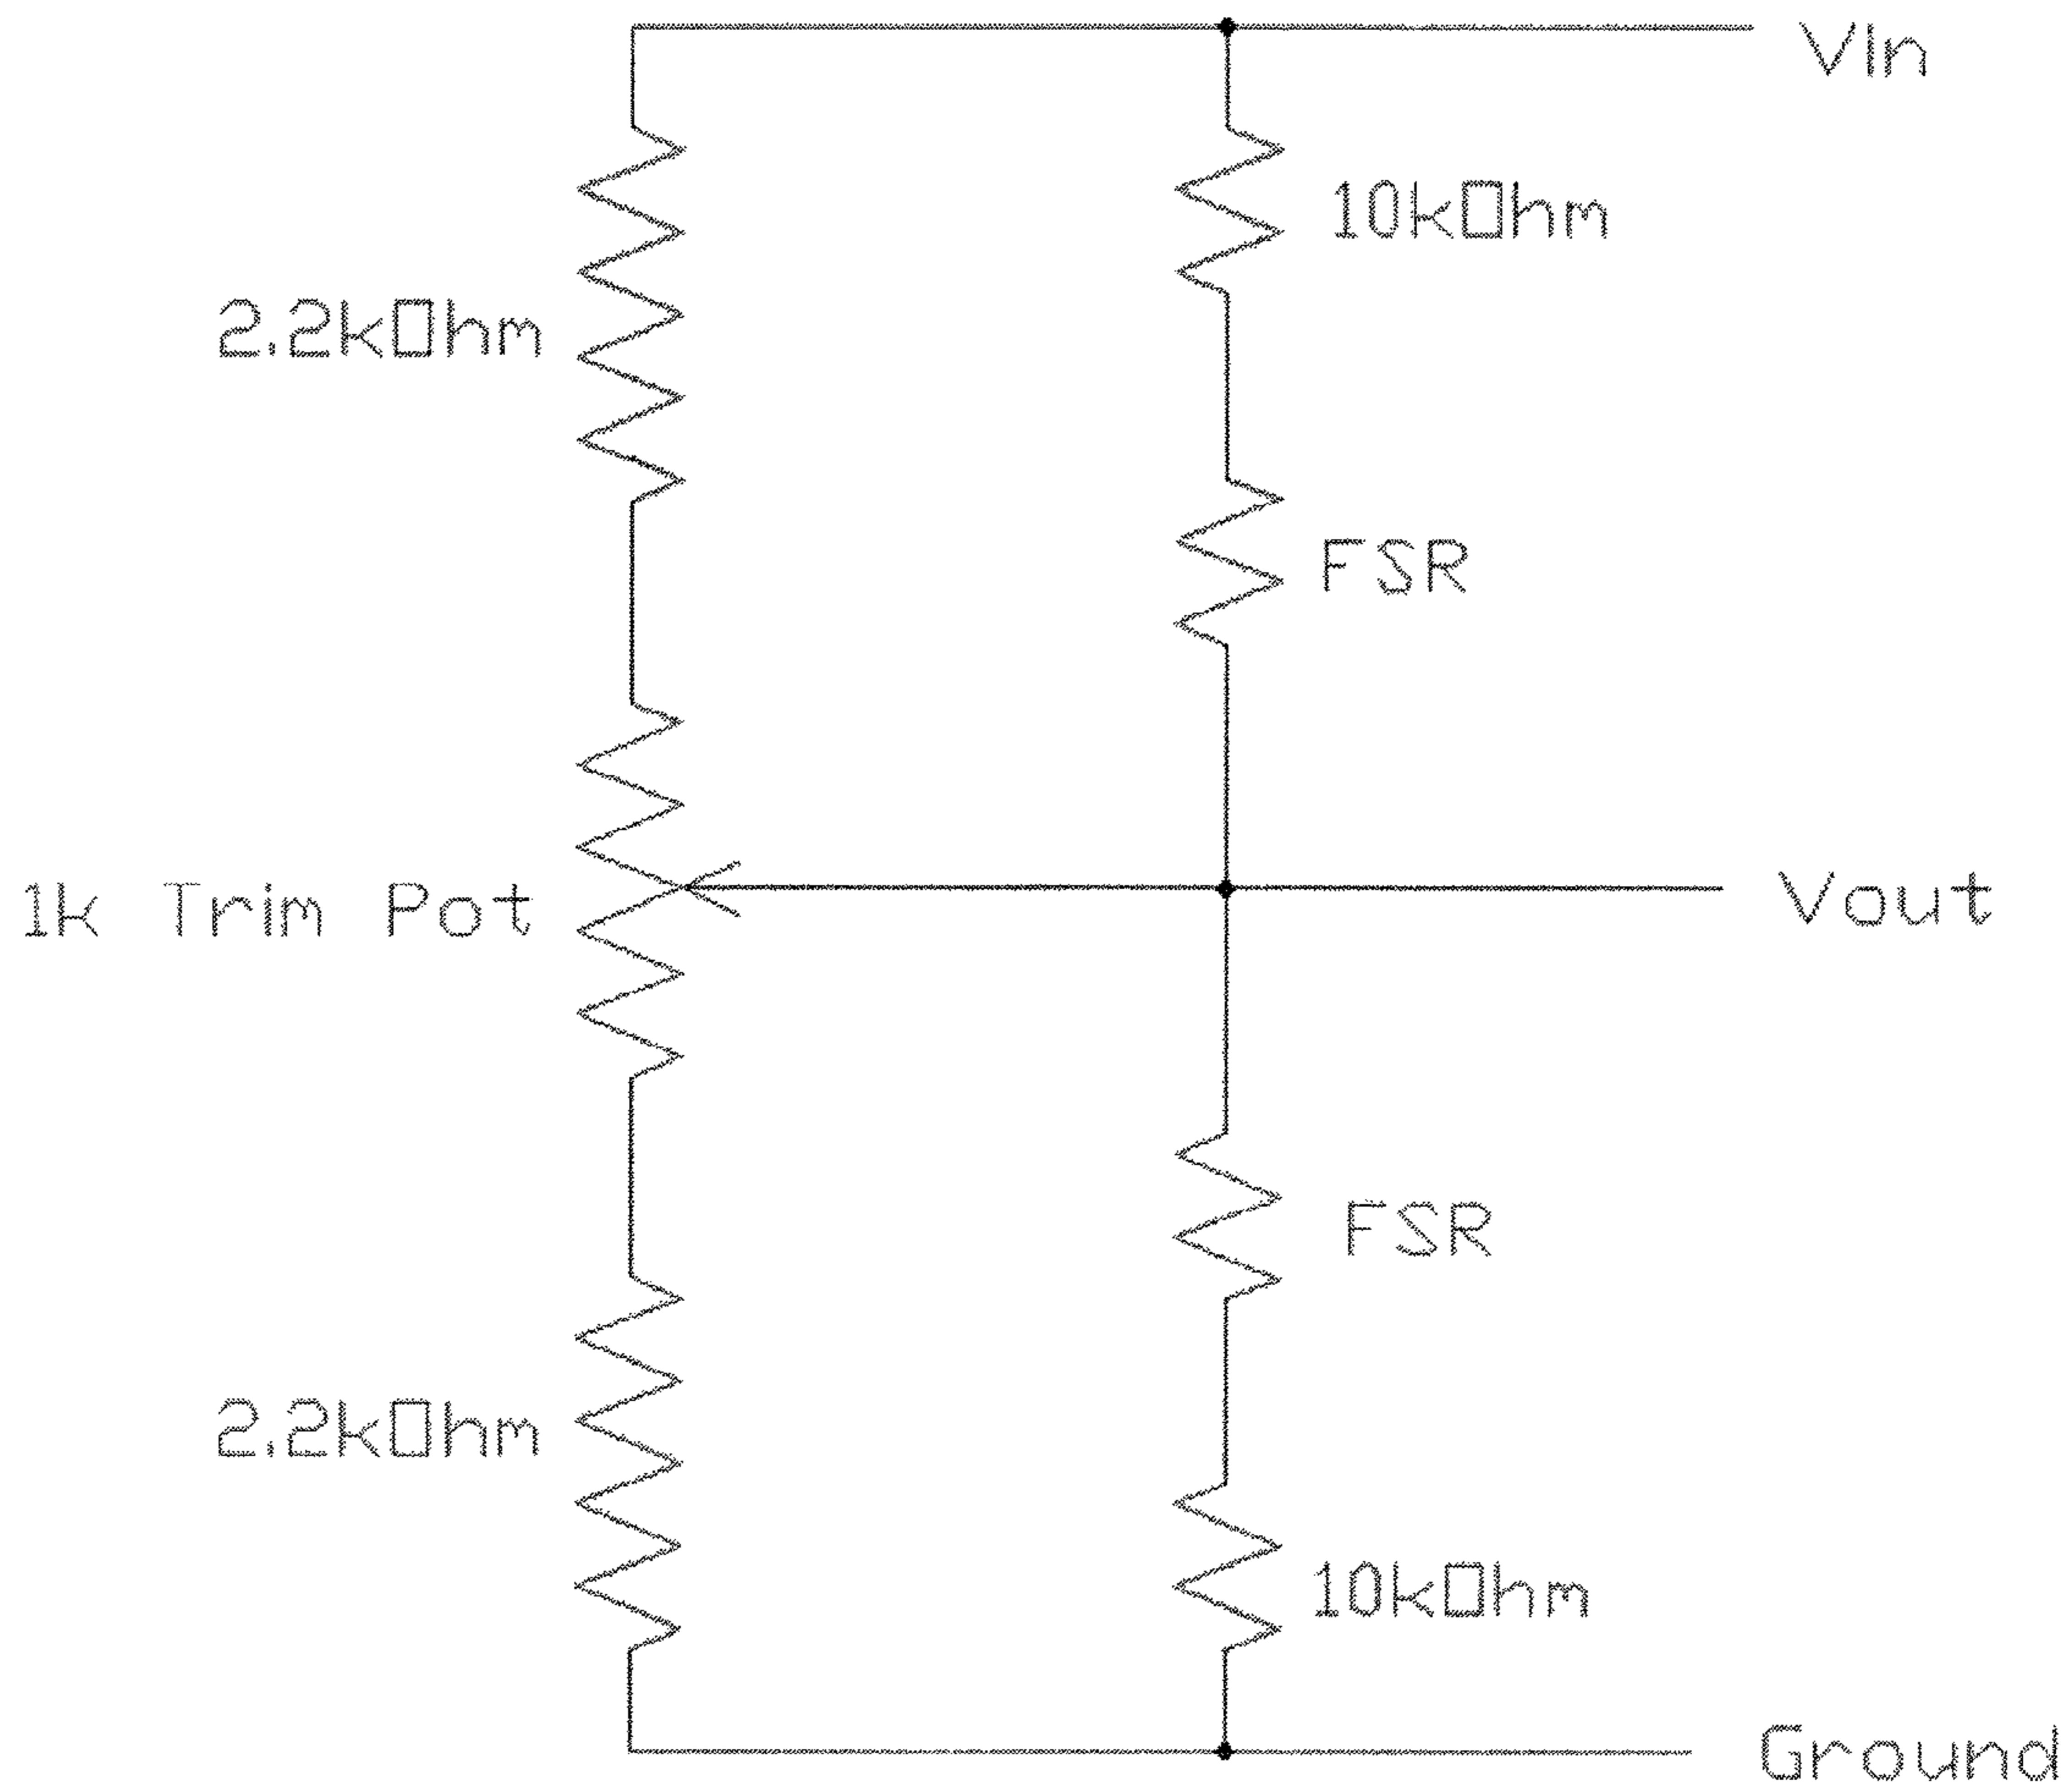 VIn
10kOhm
2.2kOhm
FSR
1k Trim Pot
Vout
FSR
2.2kOhm
10kOhm
Ground